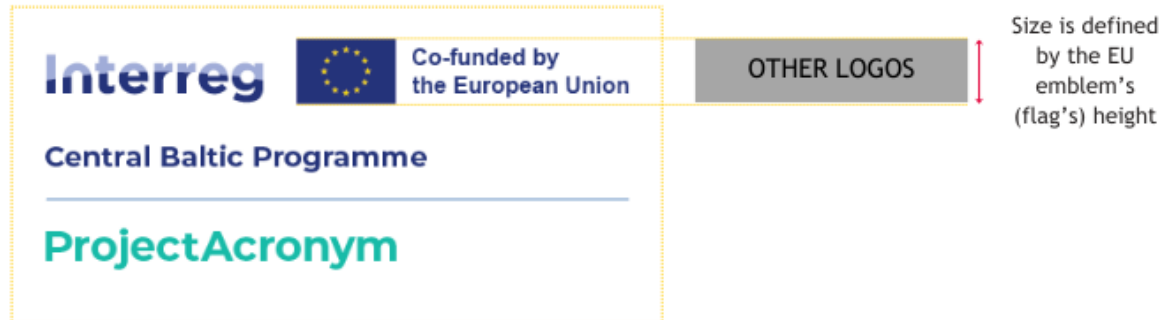 Interreg
Co-funded by
the European Union
OTHER LOGOS
Size is defined
by the EU
emblem's
(flag's) height
Central Baltic Programme
ProjectAcronym